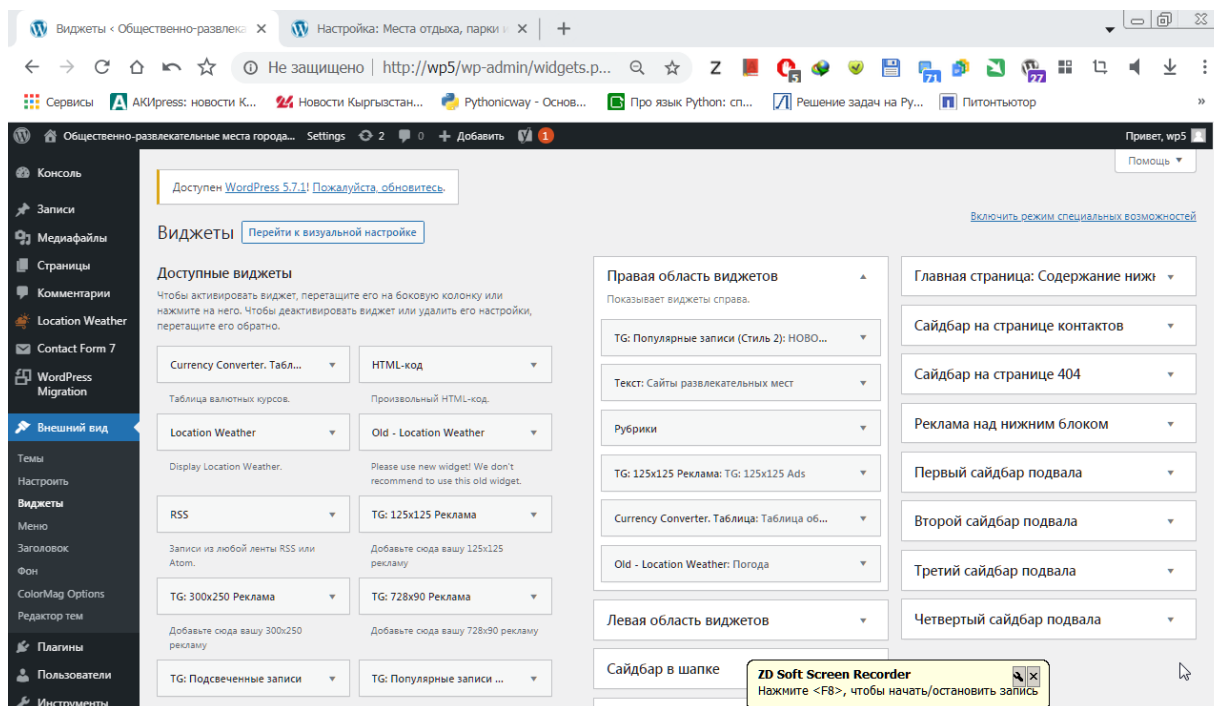 Виджеты < Общественно-развлека
Настройка: Места отдыха, парки и
Не защищено | http://wp5/wp-admin/widgets.p...
Z
71
27
Сервисы
АКИpress: новости К...
Новости Кыргызстан...
Pythonicway - Основ...
Про язык Python: сп...
Решение задач на Py...
Питонтьютор
»
Общественно-развлекательные места города...
Settings
2
0
+ Добавить
1
Привет, wp5
Консоль
Записи
Медиафайлы
Страницы
Комментарии
Location Weather
Contact Form 7
WordPress
Migration
Внешний вид
Темы
Настроить
Виджеты
Меню
Заголовок
Фон
ColorMag Options
Редактор тем
Плагины
Пользователи
Инструменты
Помощь
Доступен WordPress 5.7.1! Пожалуйста, обновитесь.
Включить режим специальных возможностей
Виджеты
Перейти к визуальной настройке
Доступные виджеты
Чтобы активировать виджет, перетащите его на боковую колонку или
нажмите на него. Чтобы деактивировать виджет или удалить его настройки,
перетащите его обратно.
Currency Converter. Табл...
Таблица валютных курсов.
HTML-код
Произвольный HTML-код.
Location Weather
Display Location Weather.
Old - Location Weather
Please use new widget! We don't
recommend to use this old widget.
RSS
Записи из любой ленты RSS или
Atom.
TG: 125x125 Реклама
Добавьте сюда вашу 125x125
рекламу
TG: 300x250 Реклама
Добавьте сюда вашу 300x250
рекламу
TG: 728x90 Реклама
Добавьте сюда вашу 728x90 рекламу
TG: Подсвеченные записи
TG: Популярные записи ...
Правая область виджетов
Показывает виджеты справа.
TG: Популярные записи (Стиль 2): НОВО...
Текст: Сайты развлекательных мест
Рубрики
TG: 125x125 Реклама: TG: 125x125 Ads
Currency Converter. Таблица: Таблица об...
Old - Location Weather: Погода
Левая область виджетов
Сайдбар в шапке
Главная страница: Содержание нижн
Сайдбар на странице контактов
Сайдбар на странице 404
Реклама над нижним блоком
Первый сайдбар подвала
Второй сайдбар подвала
Третий сайдбар подвала
Четвертый сайдбар подвала
ZD Soft Screen Recorder
Нажмите <F8>, чтобы начать/остановить запись